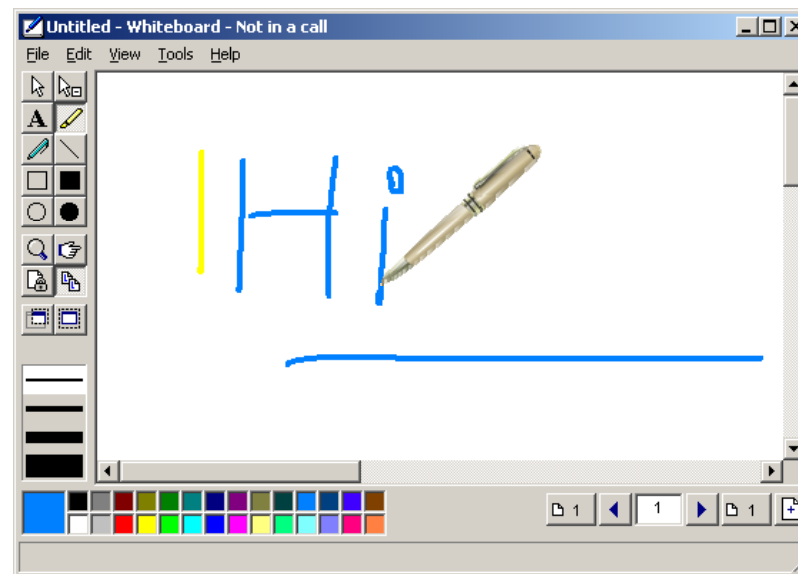 Untitled - Whiteboard - Not in a call
File Edit View Tools Help
A
Hi
1 1 1